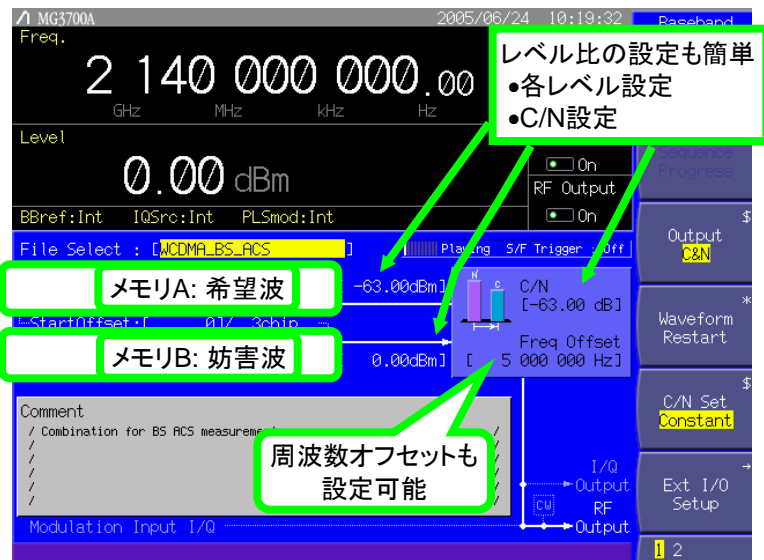 MG3700A 2005/06/24 10:19:32 Baseband
Freq.
2 140 000 000.00
GHz MHz kHz Hz
レベル比の設定も簡単
•各レベル設定
•C/N設定
Level
0.00 dBm
On
RF Output
On
Sequence
Progress
BBref:Int IQSrc:Int PLSmod:Int
File Select : [WCDMA_BS_ACS ] Playing S/F Trigger : Off
Output $
C&N
メモリA: 希望波
-63.00dBm]
N C
C/N
[-63.00 dB]
StartOffset:[ 0]/ 3chip
Waveform *
Restart
メモリB: 妨害波
0.00dBm]
Freq Offset
[ 5 000 000 Hz]
C/N Set $
Constant
Comment
/ Combination for BS ACS measurement
/ /
/ /
/ /
/ /
/ /
周波数オフセットも
設定可能
I/Q
Output
Ext I/O →
Setup
CW RF
Output
Modulation Input I/Q
1 2